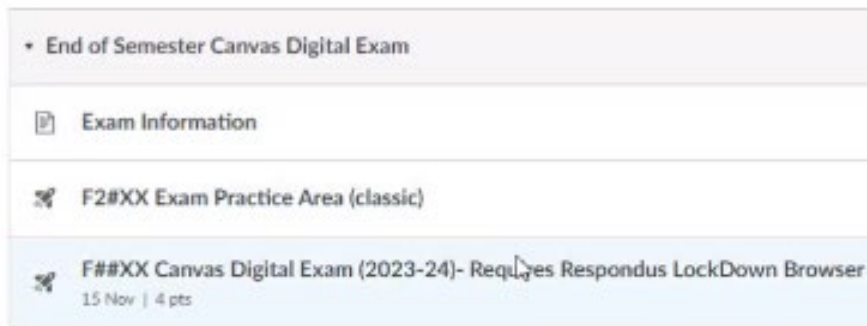 End of Semester Canvas Digital Exam
Exam Information
F2#XX Exam Practice Area (classic)
F##XX Canvas Digital Exam (2023-24)- Requires Respondus LockDown Browser
15 Nov | 4 pts